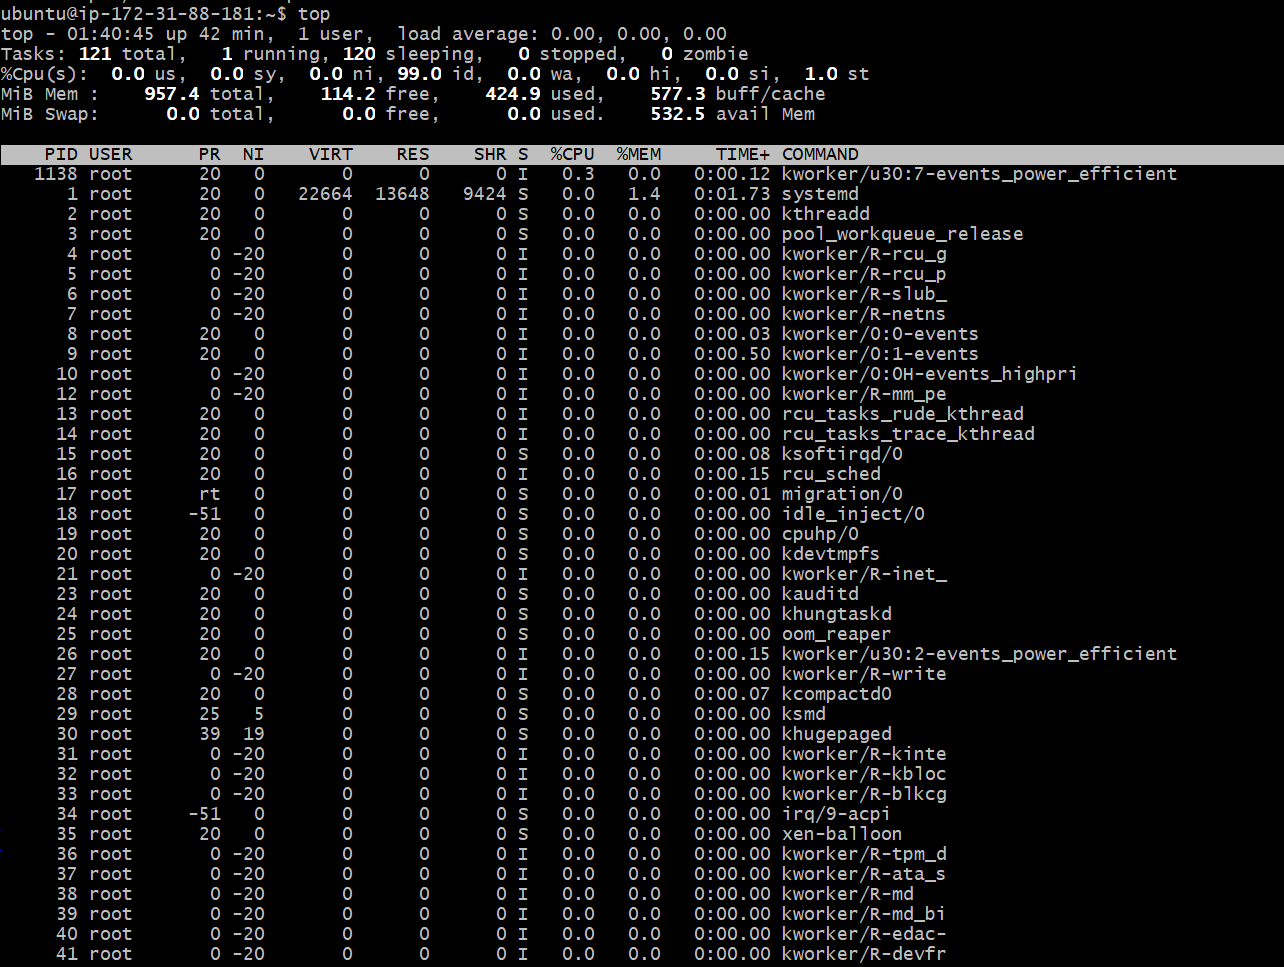 ubuntu@ip-172-31-88-181:~$ top
top - 01:40:45 up 42 min,  1 user,  load average: 0.00, 0.00, 0.00
Tasks: 121 total,   1 running, 120 sleeping,   0 stopped,   0 zombie
%Cpu(s):  0.0 us,  0.0 sy,  0.0 ni, 99.0 id,  0.0 wa,  0.0 hi,  0.0 si,  1.0 st
MiB Mem :    957.4 total,    114.2 free,    424.9 used,    577.3 buff/cache
MiB Swap:      0.0 total,      0.0 free,      0.0 used.    532.5 avail Mem
PID USER      PR  NI    VIRT    RES    SHR S  %CPU  %MEM     TIME+ COMMAND
1138 root      20   0       0      0      0 I   0.3   0.0   0:00.12 kworker/u30:7-events_power_efficient
1 root      20   0   22664  13648   9424 S   0.0   1.4   0:01.73 systemd
2 root      20   0       0      0      0 S   0.0   0.0   0:00.00 kthreadd
3 root      20   0       0      0      0 S   0.0   0.0   0:00.00 pool_workqueue_release
4 root       0 -20       0      0      0 I   0.0   0.0   0:00.00 kworker/R-rcu_g
5 root       0 -20       0      0      0 I   0.0   0.0   0:00.00 kworker/R-rcu_p
6 root       0 -20       0      0      0 I   0.0   0.0   0:00.00 kworker/R-slub_
7 root       0 -20       0      0      0 I   0.0   0.0   0:00.00 kworker/R-netns
8 root      20   0       0      0      0 I   0.0   0.0   0:00.03 kworker/0:0-events
9 root      20   0       0      0      0 I   0.0   0.0   0:00.50 kworker/0:1-events
10 root       0 -20       0      0      0 I   0.0   0.0   0:00.00 kworker/0:0H-events_highpri
12 root       0 -20       0      0      0 I   0.0   0.0   0:00.00 kworker/R-mm_pe
13 root      20   0       0      0      0 I   0.0   0.0   0:00.00 rcu_tasks_rude_kthread
14 root      20   0       0      0      0 I   0.0   0.0   0:00.00 rcu_tasks_trace_kthread
15 root      20   0       0      0      0 S   0.0   0.0   0:00.08 ksoftirqd/0
16 root      20   0       0      0      0 I   0.0   0.0   0:00.15 rcu_sched
17 root      rt   0       0      0      0 S   0.0   0.0   0:00.01 migration/0
18 root     -51   0       0      0      0 S   0.0   0.0   0:00.00 idle_inject/0
19 root      20   0       0      0      0 S   0.0   0.0   0:00.00 cpuhp/0
20 root      20   0       0      0      0 S   0.0   0.0   0:00.00 kdevtmpfs
21 root       0 -20       0      0      0 I   0.0   0.0   0:00.00 kworker/R-inet_
23 root      20   0       0      0      0 S   0.0   0.0   0:00.00 kauditd
24 root      20   0       0      0      0 S   0.0   0.0   0:00.00 khungtaskd
25 root      20   0       0      0      0 S   0.0   0.0   0:00.00 oom_reaper
26 root      20   0       0      0      0 I   0.0   0.0   0:00.15 kworker/u30:2-events_power_efficient
27 root       0 -20       0      0      0 I   0.0   0.0   0:00.00 kworker/R-write
28 root      20   0       0      0      0 S   0.0   0.0   0:00.07 kcompactd0
29 root      25   5       0      0      0 S   0.0   0.0   0:00.00 ksmd
30 root      39  19       0      0      0 S   0.0   0.0   0:00.00 khugepaged
31 root       0 -20       0      0      0 I   0.0   0.0   0:00.00 kworker/R-kinte
32 root       0 -20       0      0      0 I   0.0   0.0   0:00.00 kworker/R-kbloc
33 root       0 -20       0      0      0 I   0.0   0.0   0:00.00 kworker/R-blkcg
34 root     -51   0       0      0      0 S   0.0   0.0   0:00.00 irq/9-acpi
35 root      20   0       0      0      0 S   0.0   0.0   0:00.00 xen-balloon
36 root       0 -20       0      0      0 I   0.0   0.0   0:00.00 kworker/R-tpm_d
37 root       0 -20       0      0      0 I   0.0   0.0   0:00.00 kworker/R-ata_s
38 root       0 -20       0      0      0 I   0.0   0.0   0:00.00 kworker/R-md
39 root       0 -20       0      0      0 I   0.0   0.0   0:00.00 kworker/R-md_bi
40 root       0 -20       0      0      0 I   0.0   0.0   0:00.00 kworker/R-edac-
41 root       0 -20       0      0      0 I   0.0   0.0   0:00.00 kworker/R-devfr